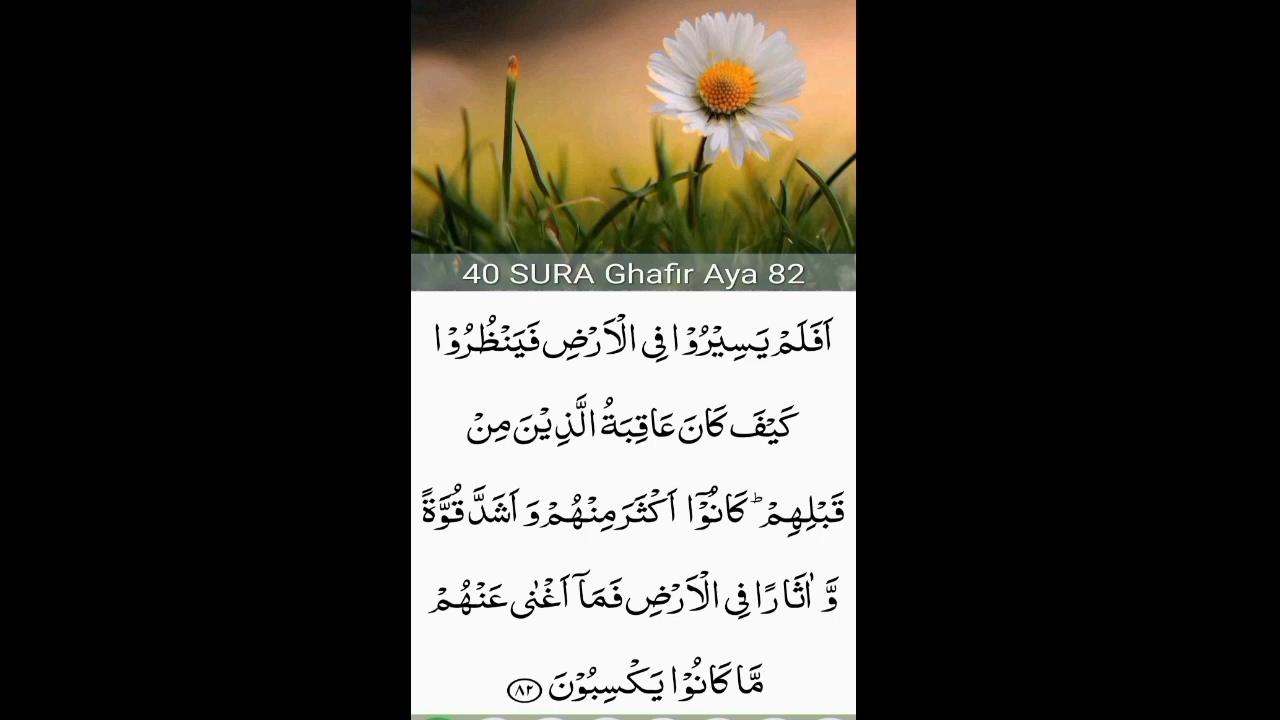 40 SURA Ghafir Aya 82
اَفَلَمْ یَسِیْرُوْا فِی الْاَرْضِ فَیَنْظُرُوْا
كَیْفَ كَانَ عَاقِبَةُ الَّذِیْنَ مِنْ
قَبْلِهِمْ ؕ كَانُوْۤا اَكْثَرَ مِنْهُمْ وَ اَشَدَّ قُوَّةً
وَّ اٰثَارًا فِی الْاَرْضِ فَمَاۤ اَغْنٰی عَنْهُمْ
مَّا كَانُوْا یَكْسِبُوْنَ ۸۲